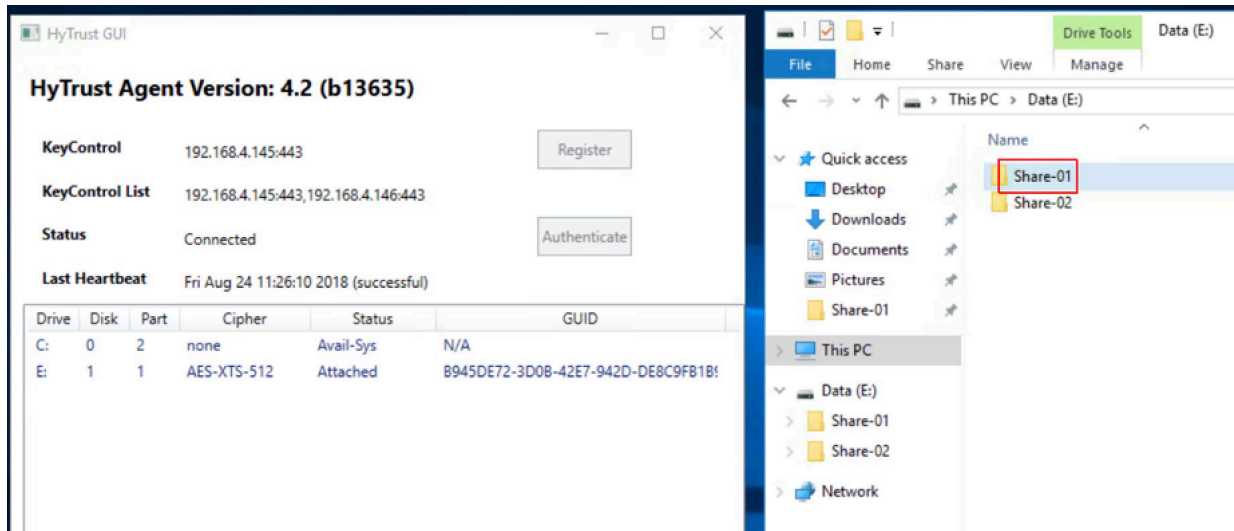 HyTrust GUI
HyTrust Agent Version: 4.2 (b13635)
KeyControl 192.168.4.145:443 Register
KeyControl List 192.168.4.145:443,192.168.4.146:443
Status Connected Authenticate
Last Heartbeat Fri Aug 24 11:26:10 2018 (successful)
Drive Disk Part Cipher Status GUID
C: 0 2 none Avail-Sys N/A
E: 1 1 AES-XTS-512 Attached B945DE72-3D0B-42E7-942D-DE8C9FB1B
Drive Tools Data (E:)
File Home Share View Manage
This PC > Data (E:)
Quick access
Desktop
Downloads
Documents
Pictures
Share-01
This PC
Data (E:)
Share-01
Share-02
Network
Name
Share-01
Share-02